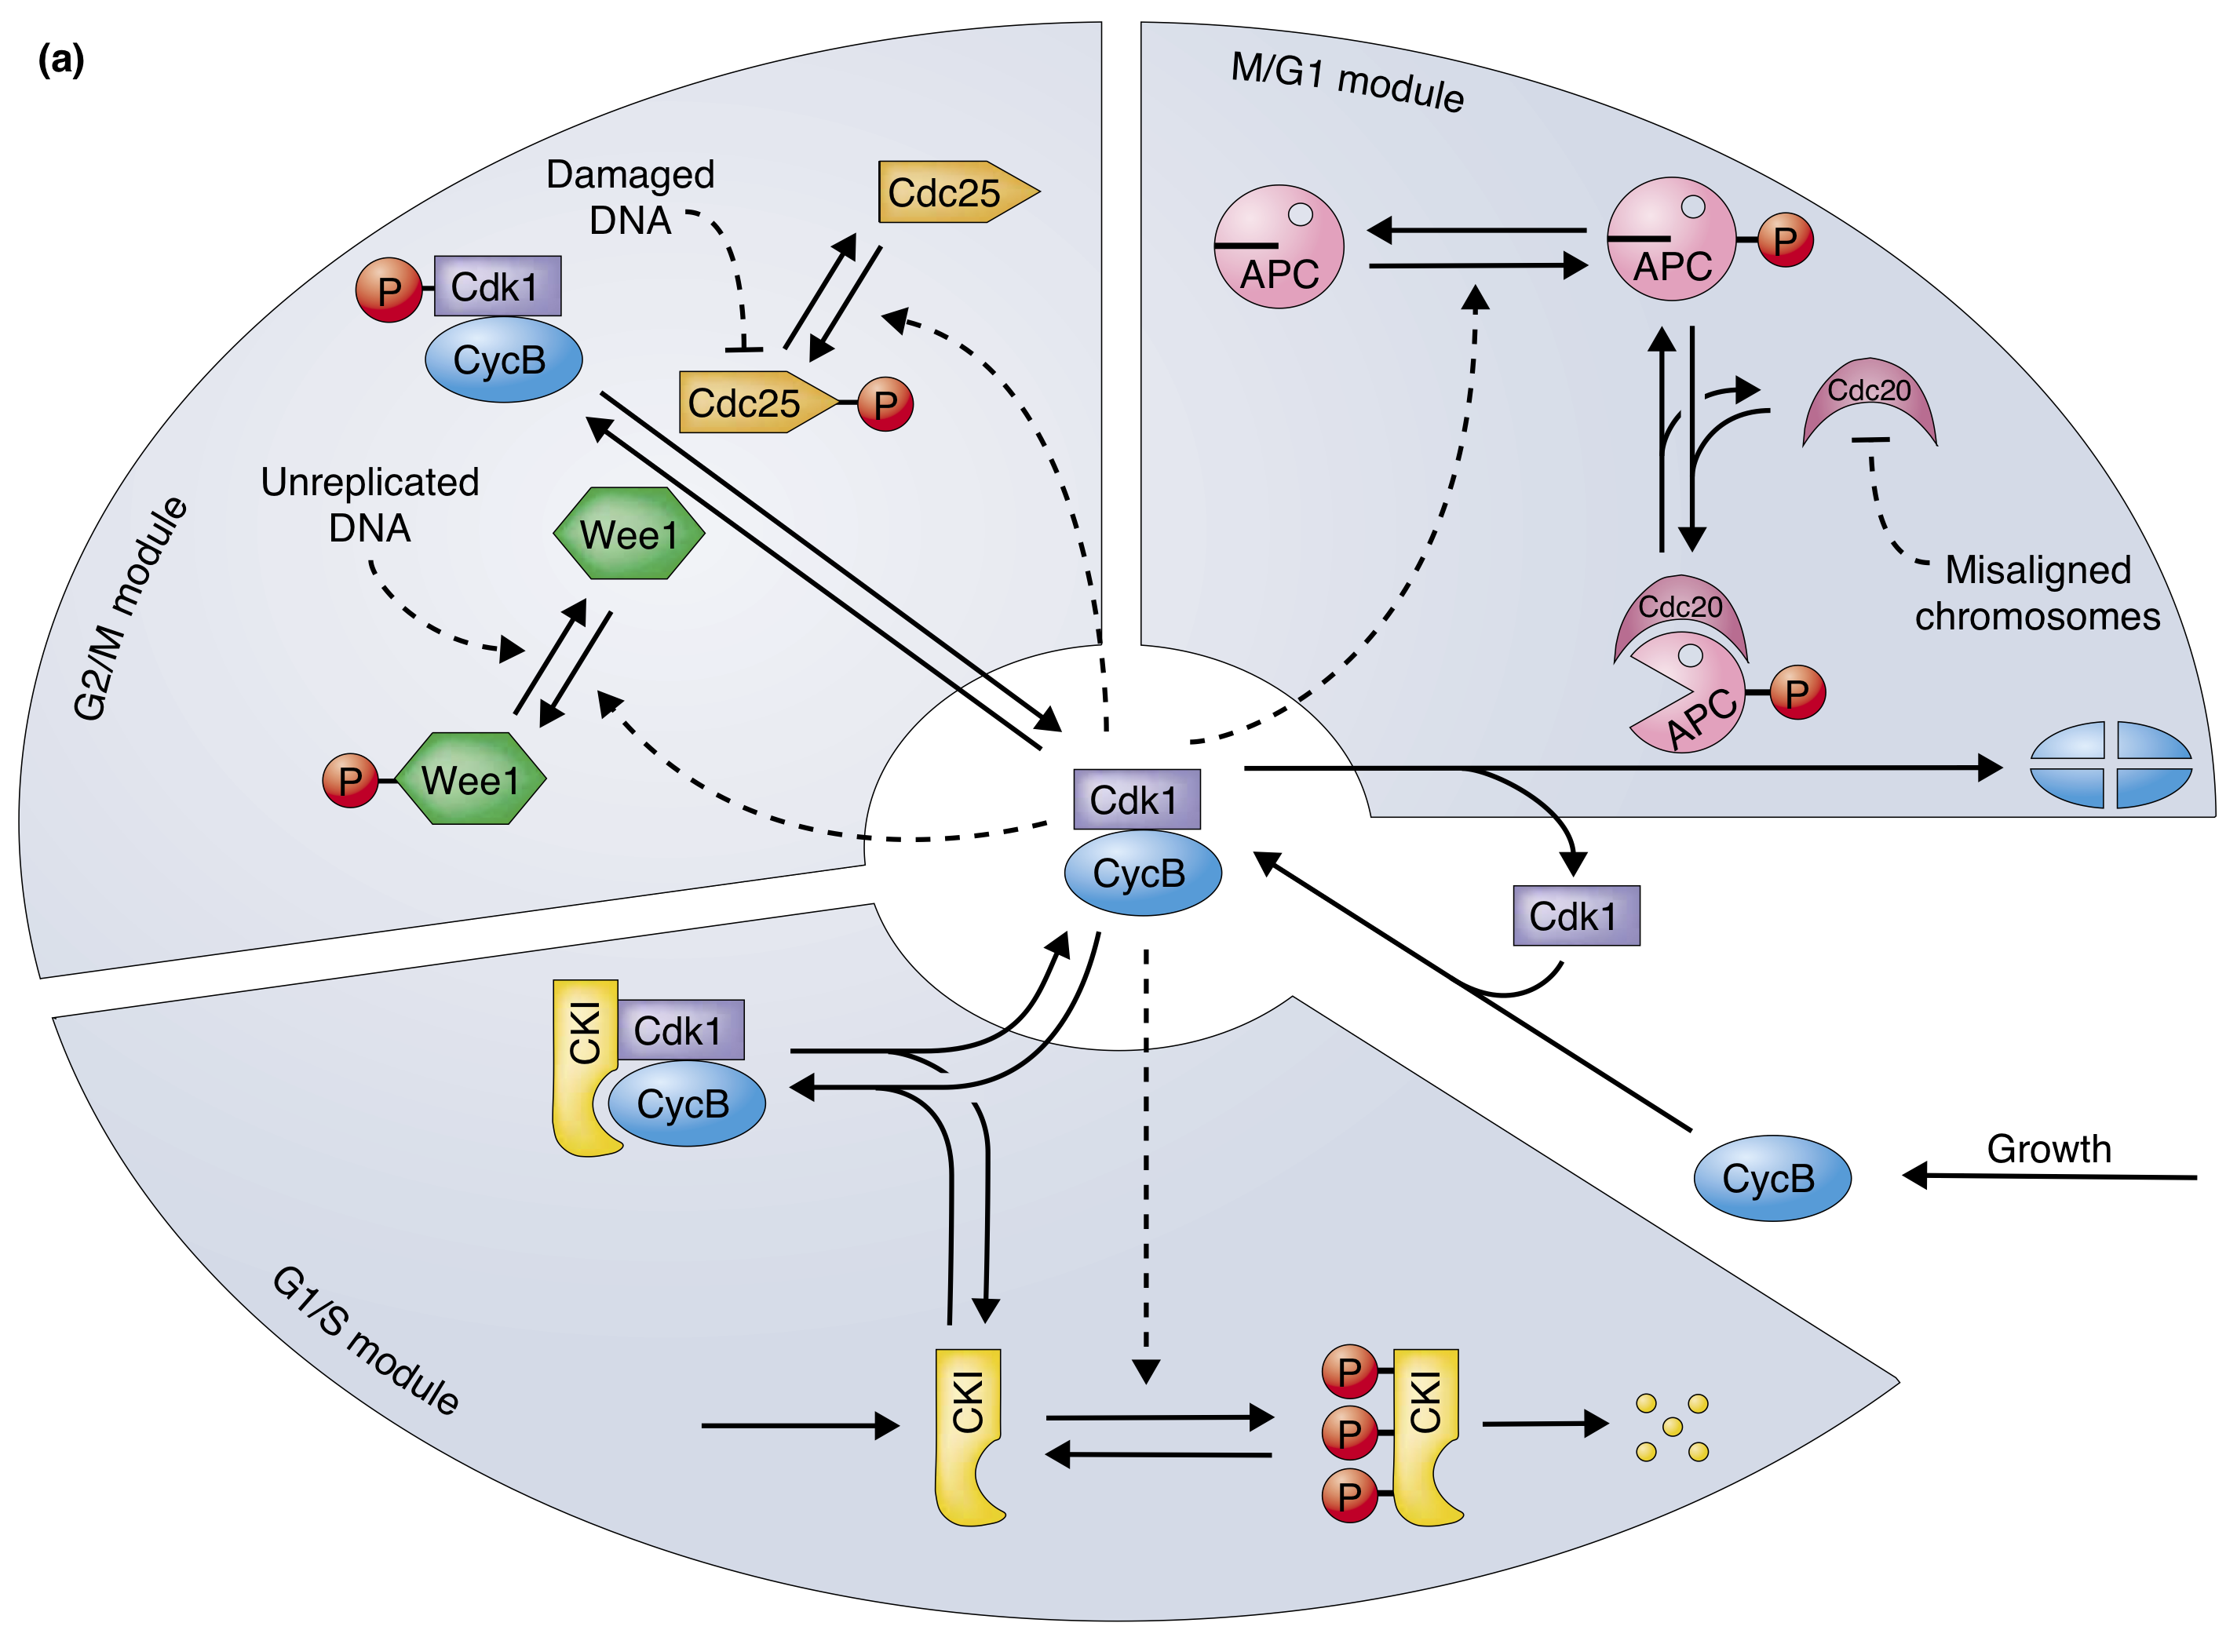 (a)
M/G1 module
Damaged
DNA
Cdc25
P
Cdk1
CycB
Cdc25
P
Unreplicated
DNA
Wee1
P
Wee1
G2/M module
APC
APC
P
Cdc20
Misaligned
chromosomes
Cdc20
APC
P
Cdk1
CycB
Cdk1
CycB
Growth
CKI
Cdk1
CycB
G1/S module
CKI
P
P
P
CKI